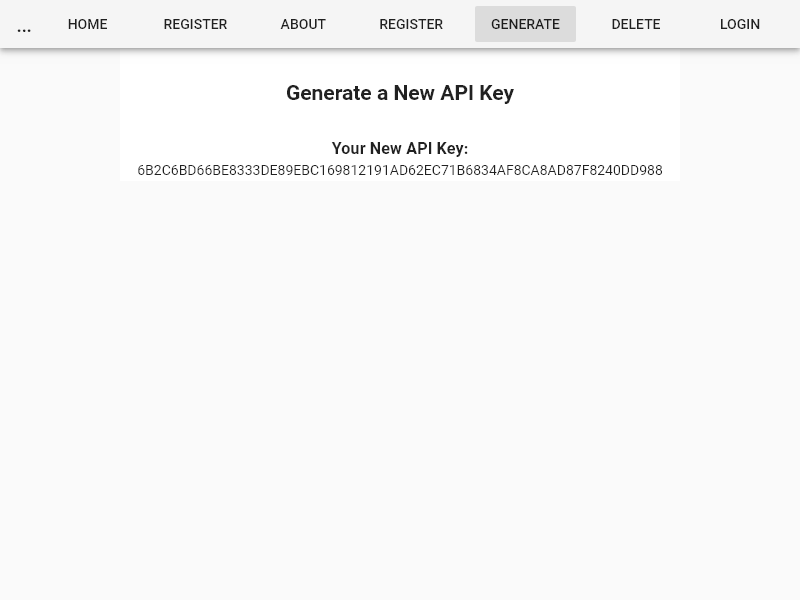 ... HOME REGISTER ABOUT REGISTER GENERATE DELETE LOGIN
Generate a New API Key
Your New API Key:
6B2C6BD66BE8333DE89EBC169812191AD62EC71B6834AF8CA8AD87F8240DD988